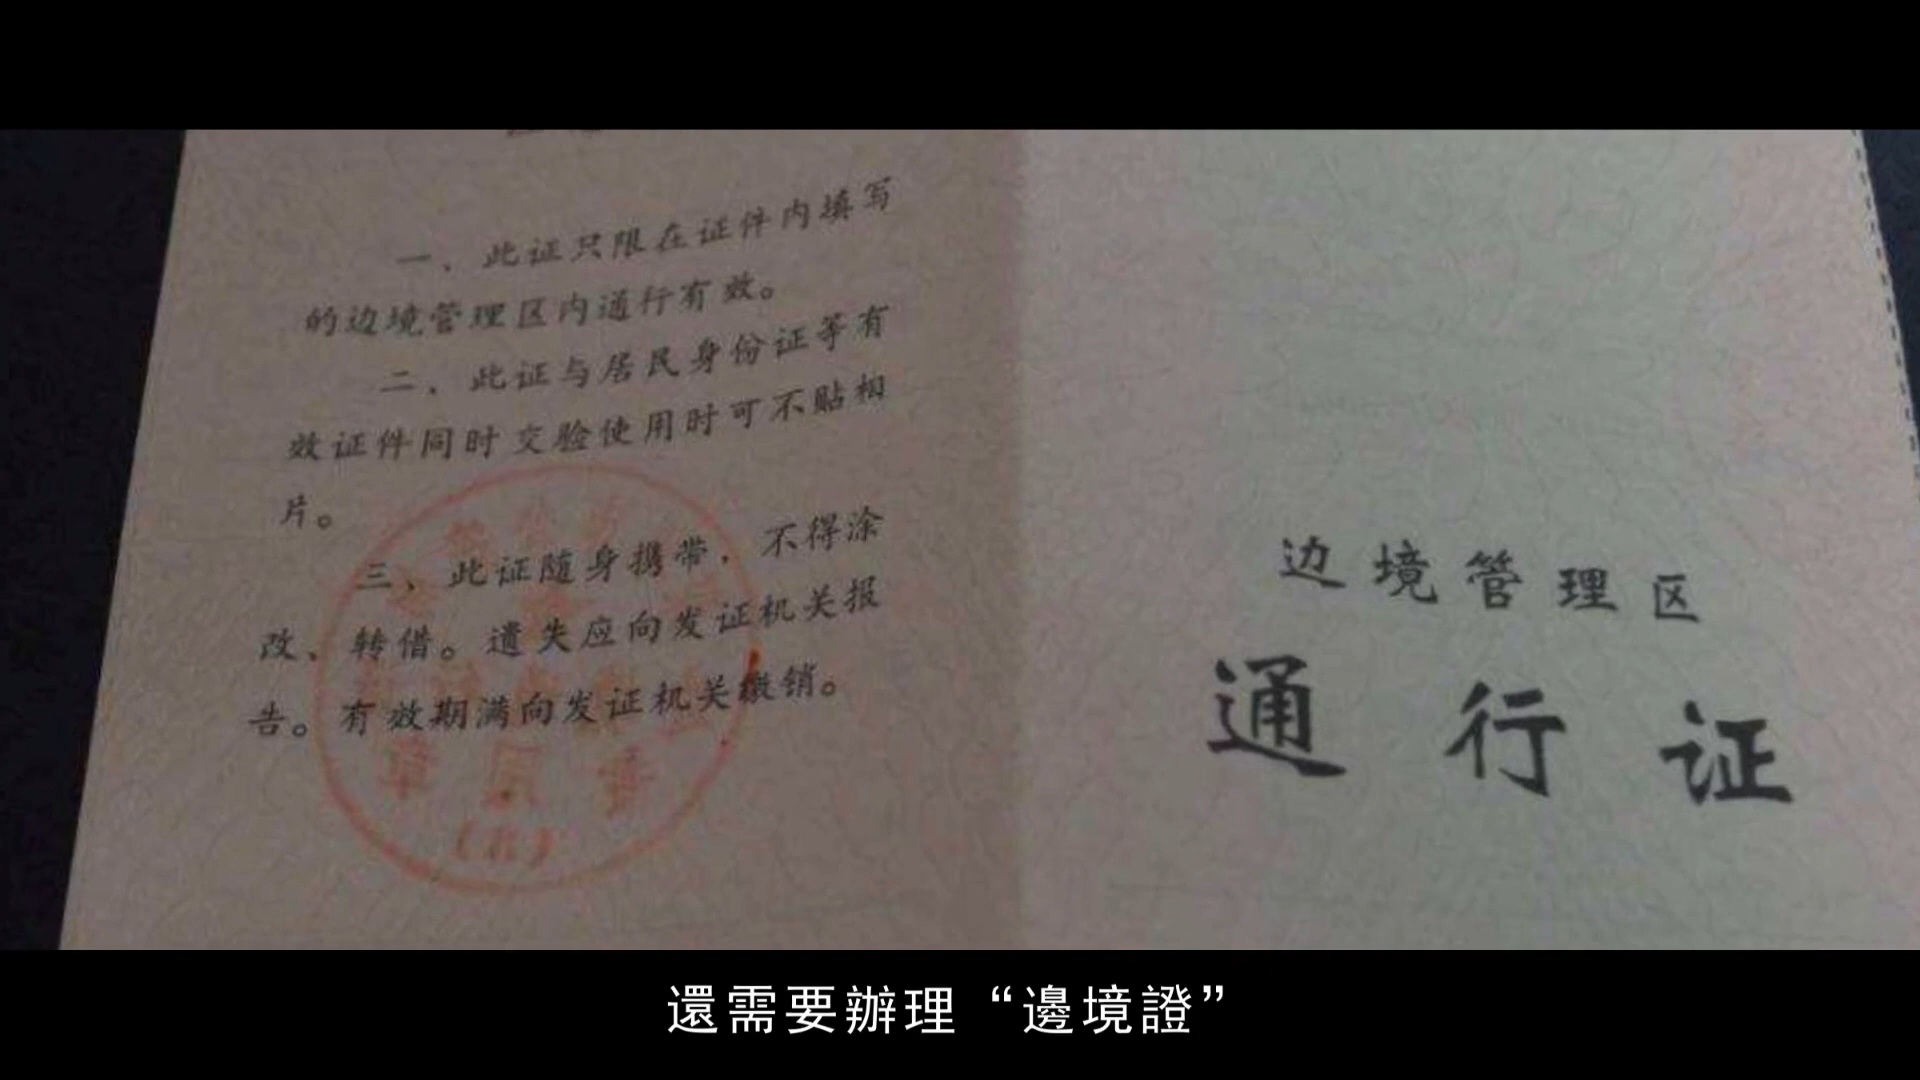 一、此证只限在证件内填写
的边境管理区内通行有效。
二、此证与居民身份证等有
效证件同时交验使用时可不贴相
片。
三、此证随身携带，不得涂
改、转借。遗失应向发证机关报
告。有效期满向发证机关缴销。
边境管理区
通行证
還需要辦理“邊境證”